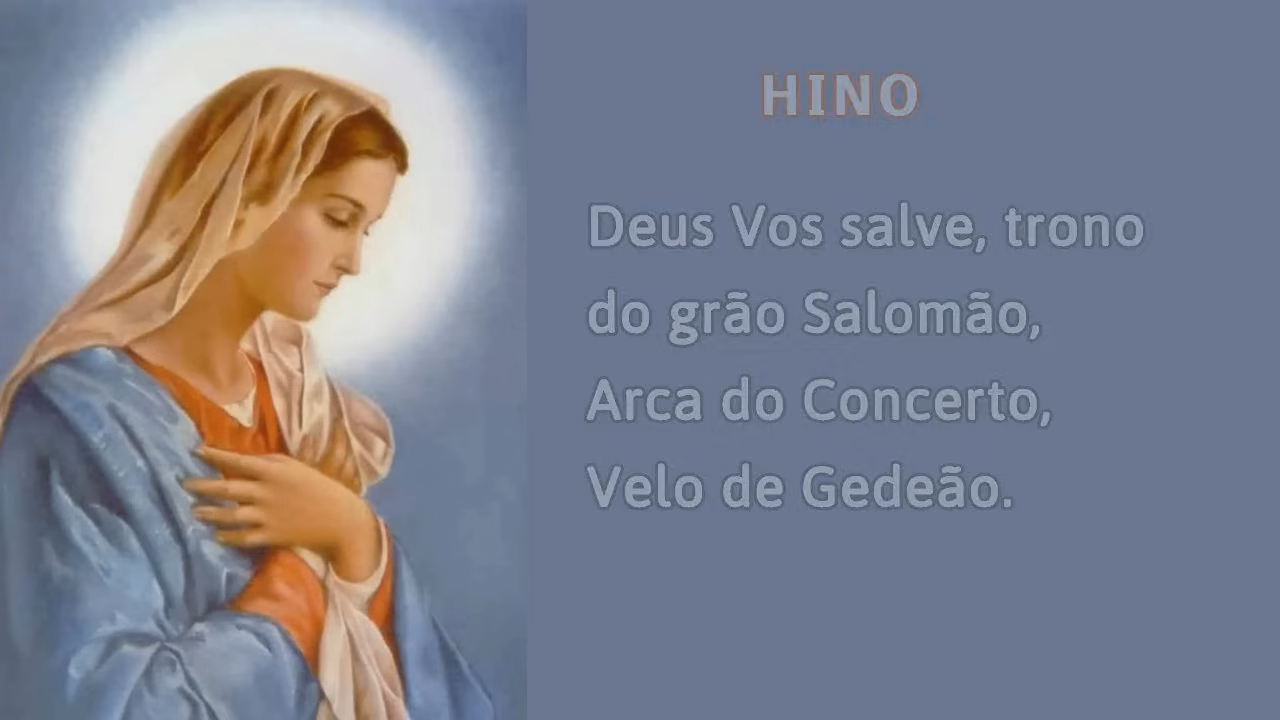 HINO
Deus Vos salve, trono
do grão Salomão,
Arca do Concerto,
Velo de Gedeão.